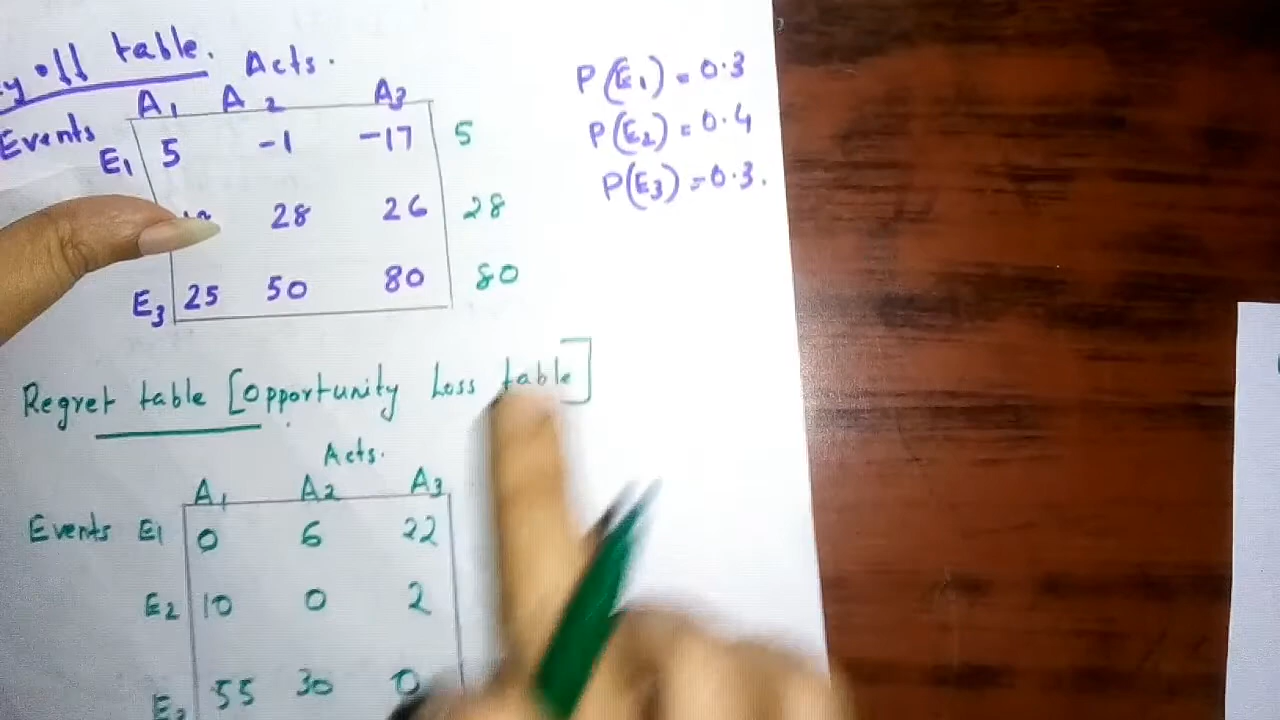 off table. Acts.
A1 A2 A3
Events
E1 5 -1 -17 5
28 26 28
E3 25 50 80 80
P(E1) = 0.3
P(E2) = 0.4
P(E3) = 0.3.
Regret table [Opportunity Loss table]
Acts.
A1 A2 A3
Events E1 0 6 22
E2 10 0 2
55 30 0